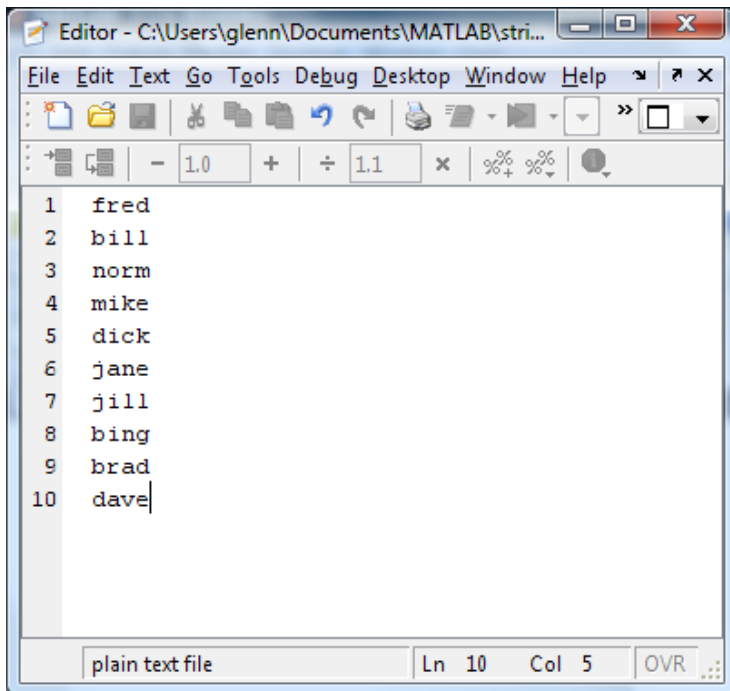 Editor - C:\Users\glenn\Documents\MATLAB\stri...
File Edit Text Go Tools Debug Desktop Window Help
1.0 1.1
1 fred
2 bill
3 norm
4 mike
5 dick
6 jane
7 jill
8 bing
9 brad
10 dave
plain text file Ln 10 Col 5 OVR